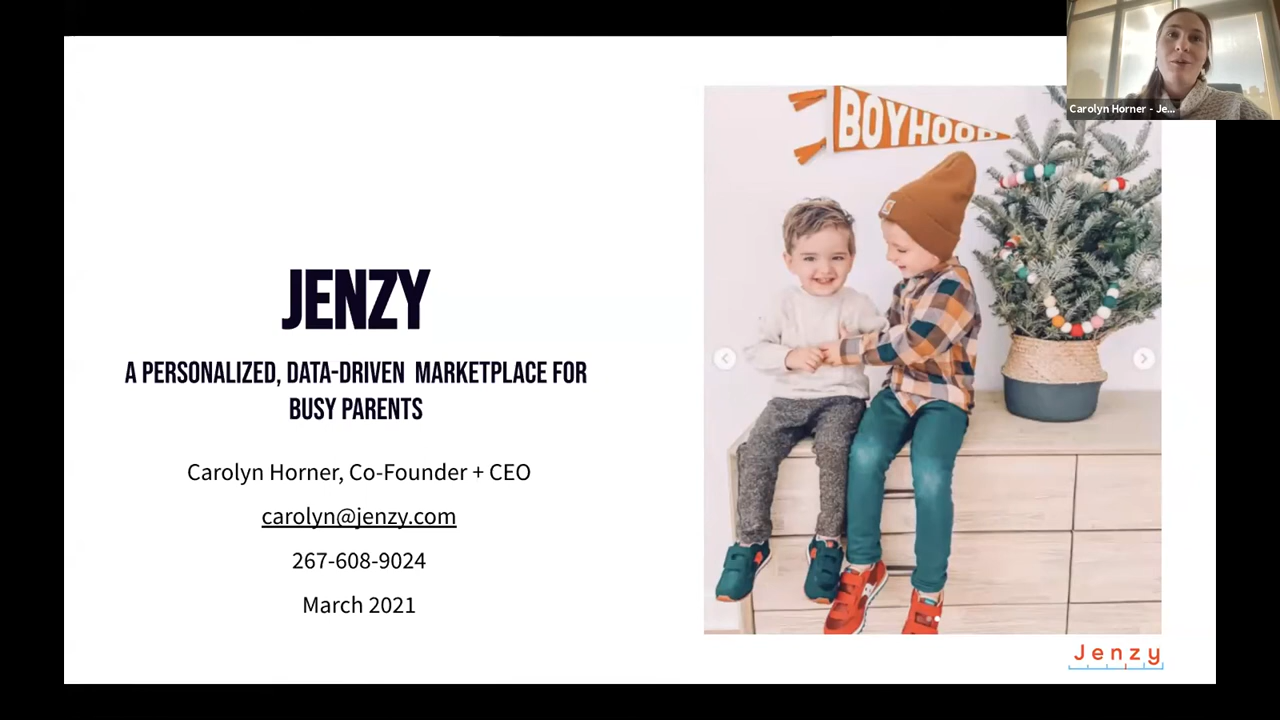 Carolyn Horner - Je...
BOYHOOD
JENZY
A PERSONALIZED, DATA-DRIVEN MARKETPLACE FOR
BUSY PARENTS
Carolyn Horner, Co-Founder + CEO
carolyn@jenzy.com
267-608-9024
March 2021
Jenzy